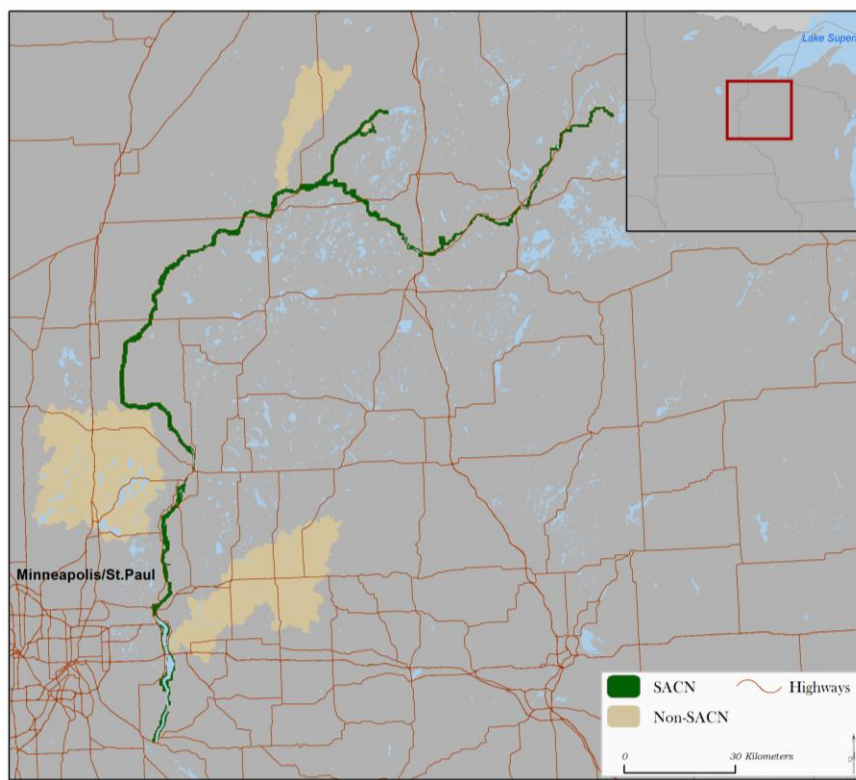 Lake Superi
Minneapolis/St.Paul
SACN
Highways
Non-SACN
0
30 Kilometers